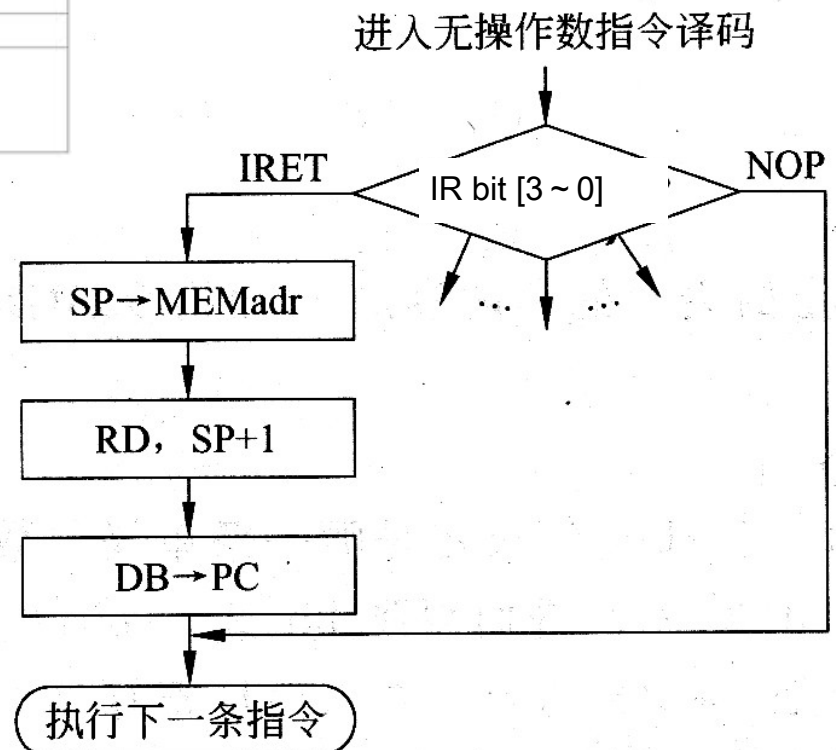 进入无操作数指令译码
IRET
IR bit [3 ~ 0]
NOP
SP→MEMadr
... ...
RD，SP+1
DB→PC
执行下一条指令